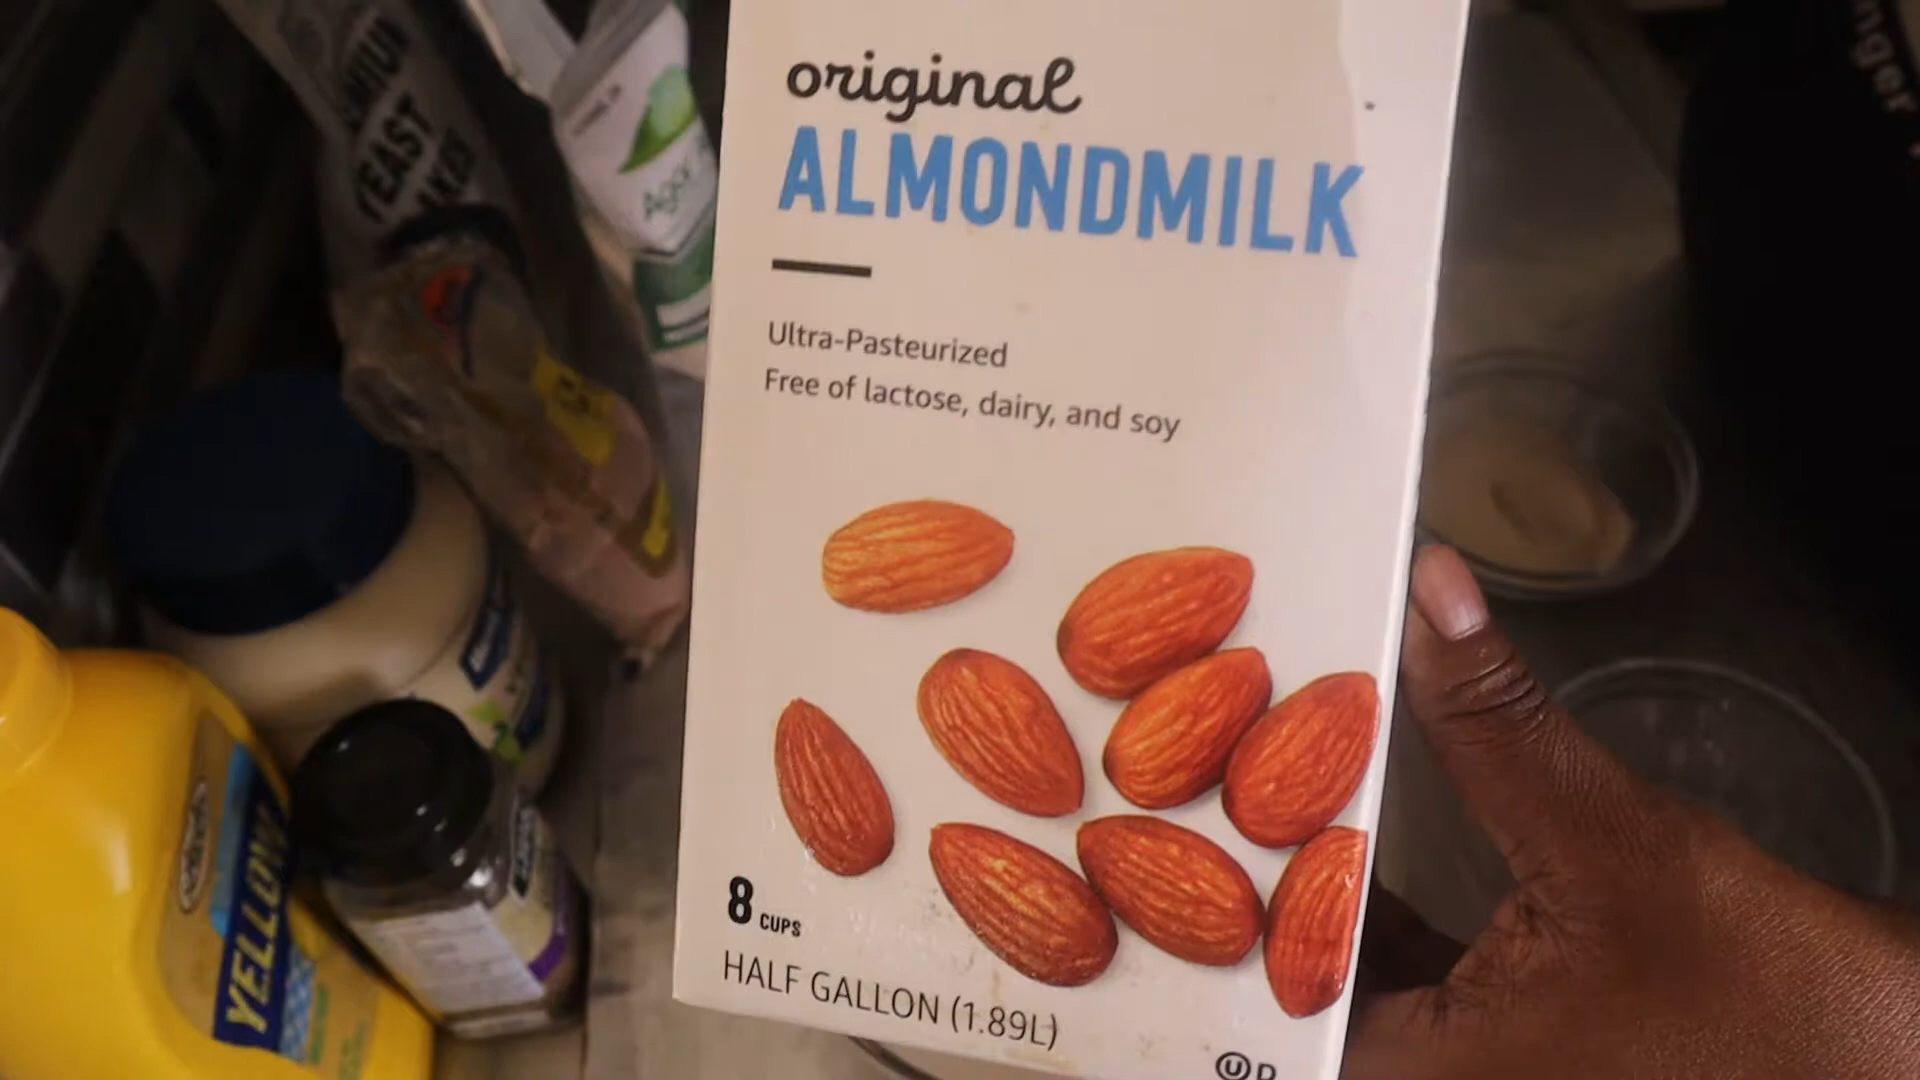 original
ALMONDMILK
Ultra-Pasteurized
Free of lactose, dairy, and soy
8 CUPS
HALF GALLON (1.89L)
U D
YELLOW